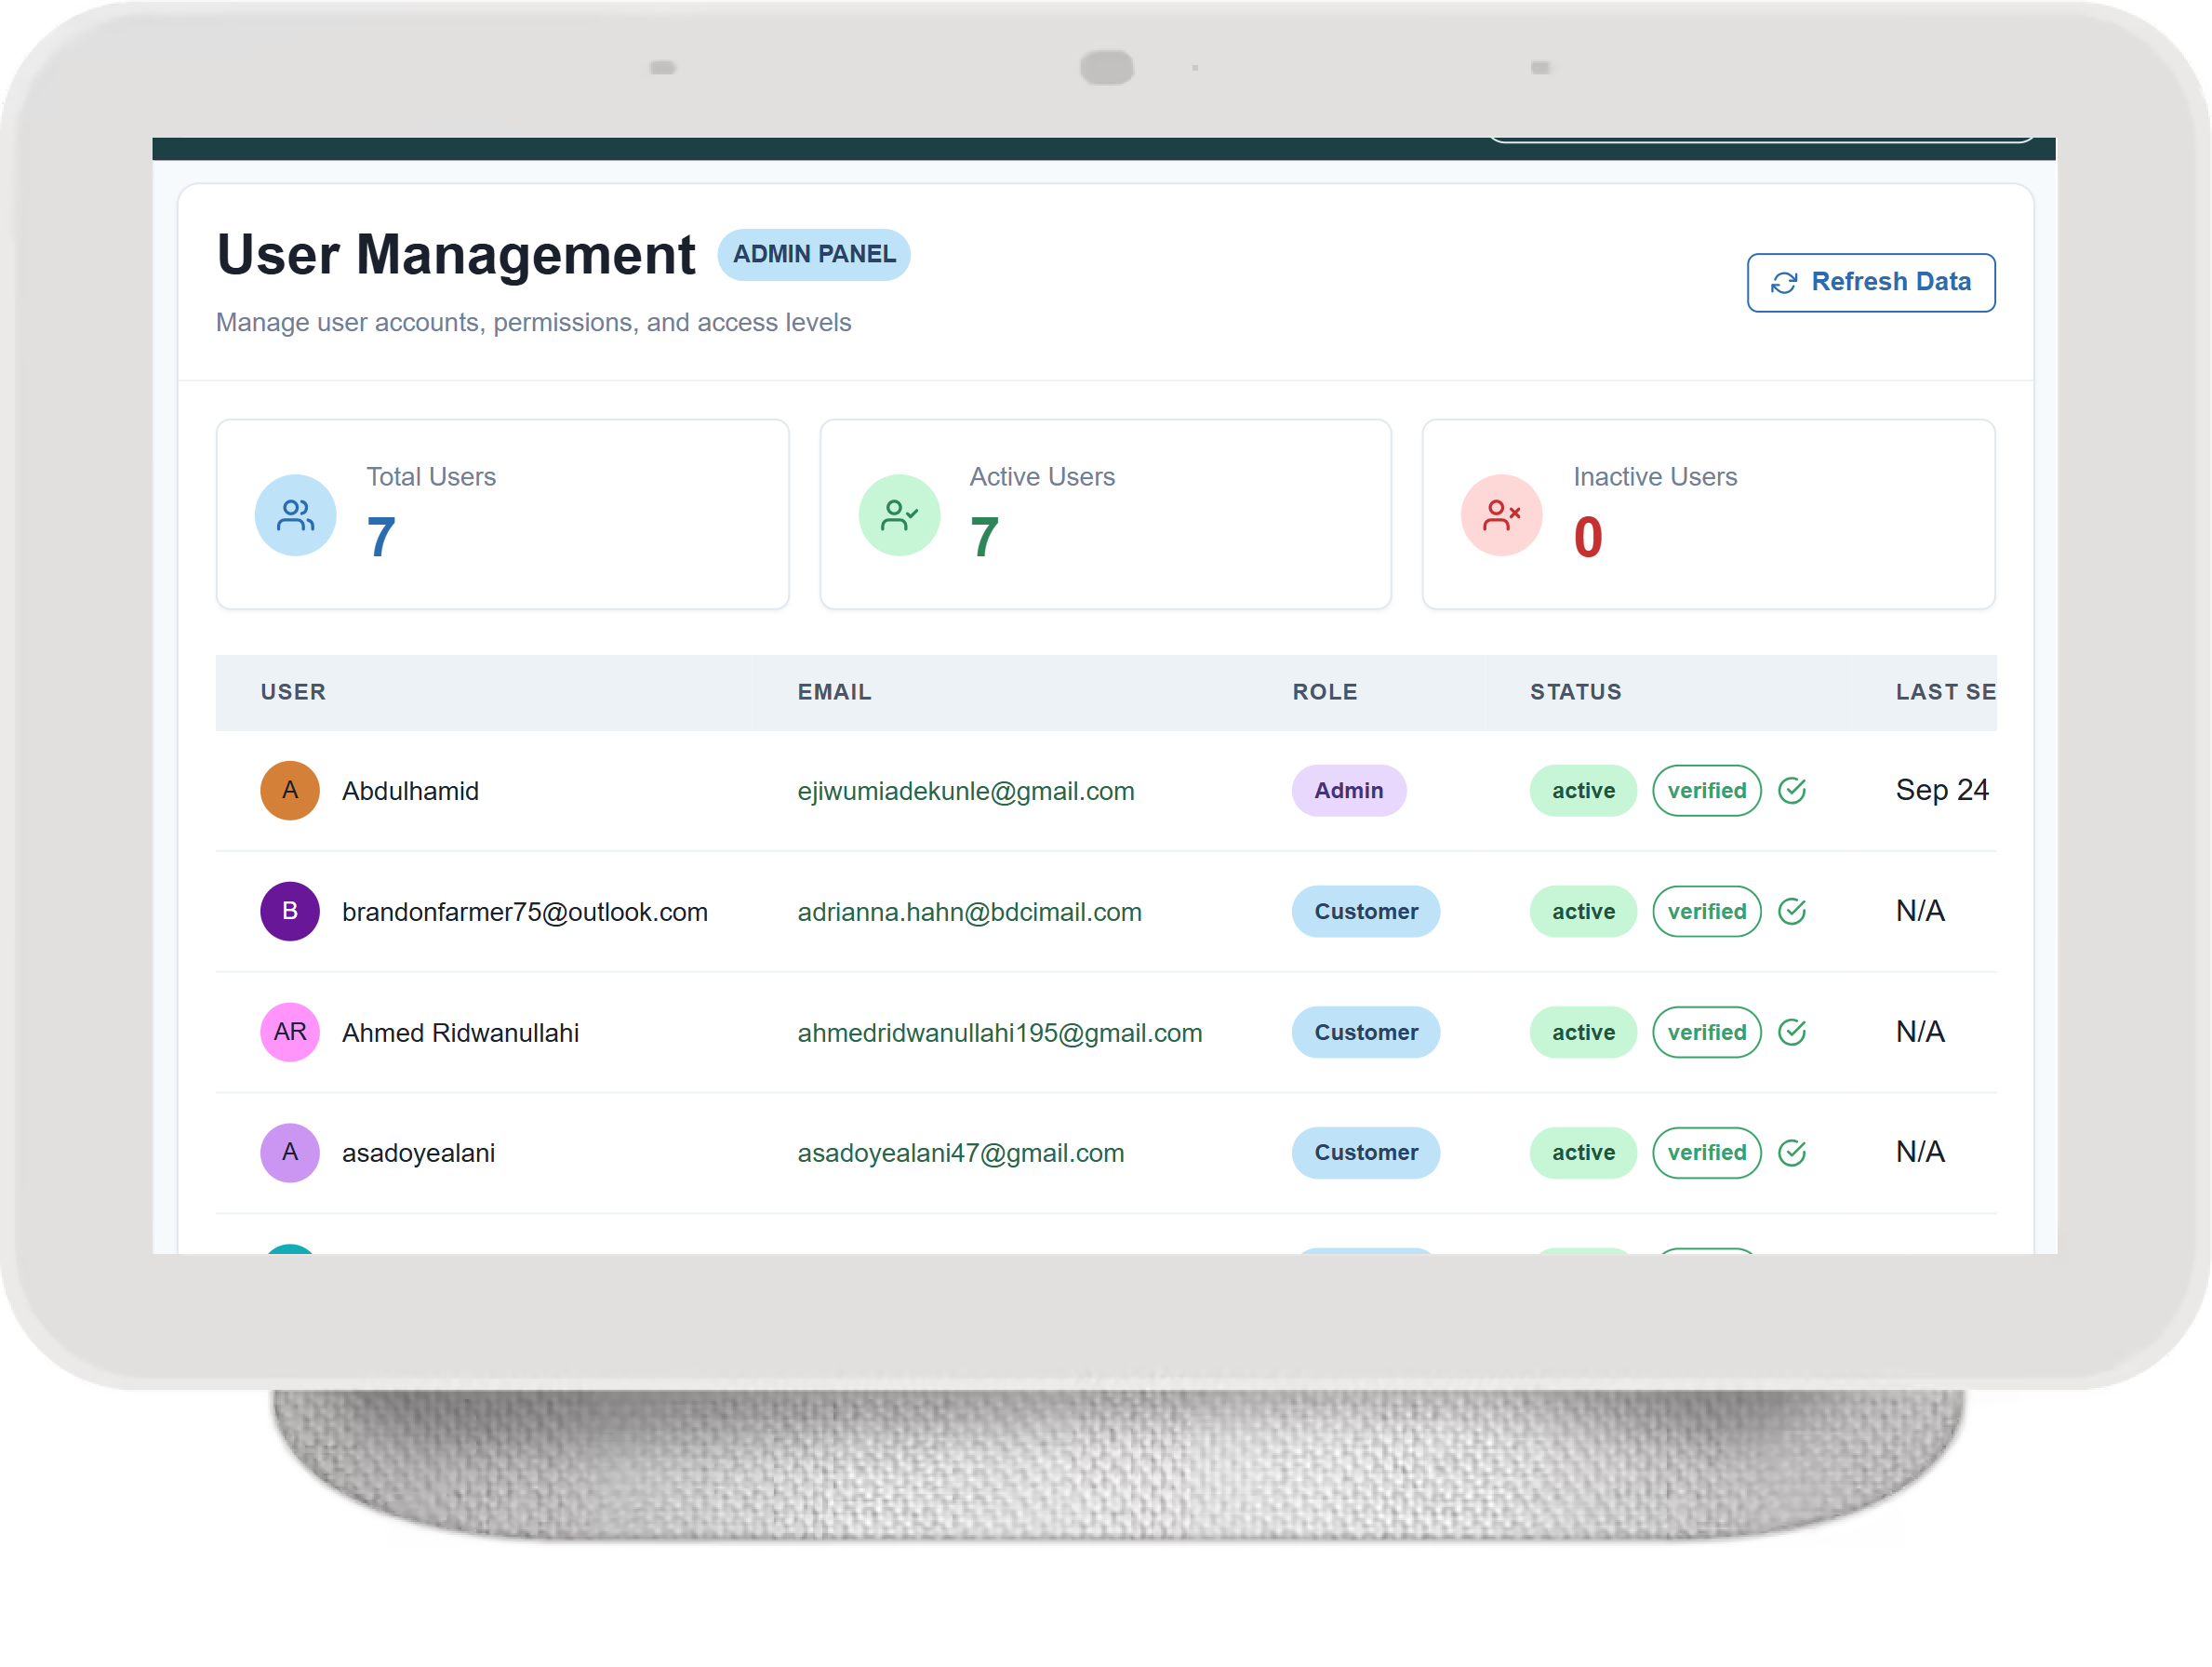 User Management ADMIN PANEL
Manage user accounts, permissions, and access levels
Refresh Data
Total Users
7
Active Users
7
Inactive Users
0
USER EMAIL ROLE STATUS LAST SE
A Abdulhamid ejiwumiadekunle@gmail.com Admin active verified Sep 24
B brandonfarmer75@outlook.com adrianna.hahn@bdcimail.com Customer active verified N/A
AR Ahmed Ridwanullahi ahmedridwanullahi195@gmail.com Customer active verified N/A
A asadoyealani asadoyealani47@gmail.com Customer active verified N/A